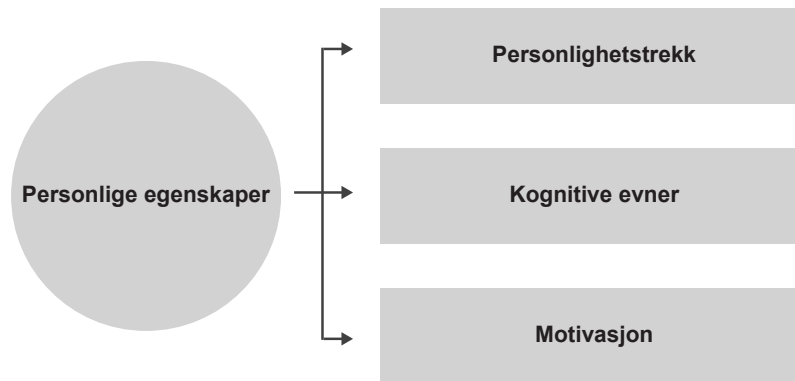 Personlighetstrekk
Personlige egenskaper
Kognitive evner
Motivasjon